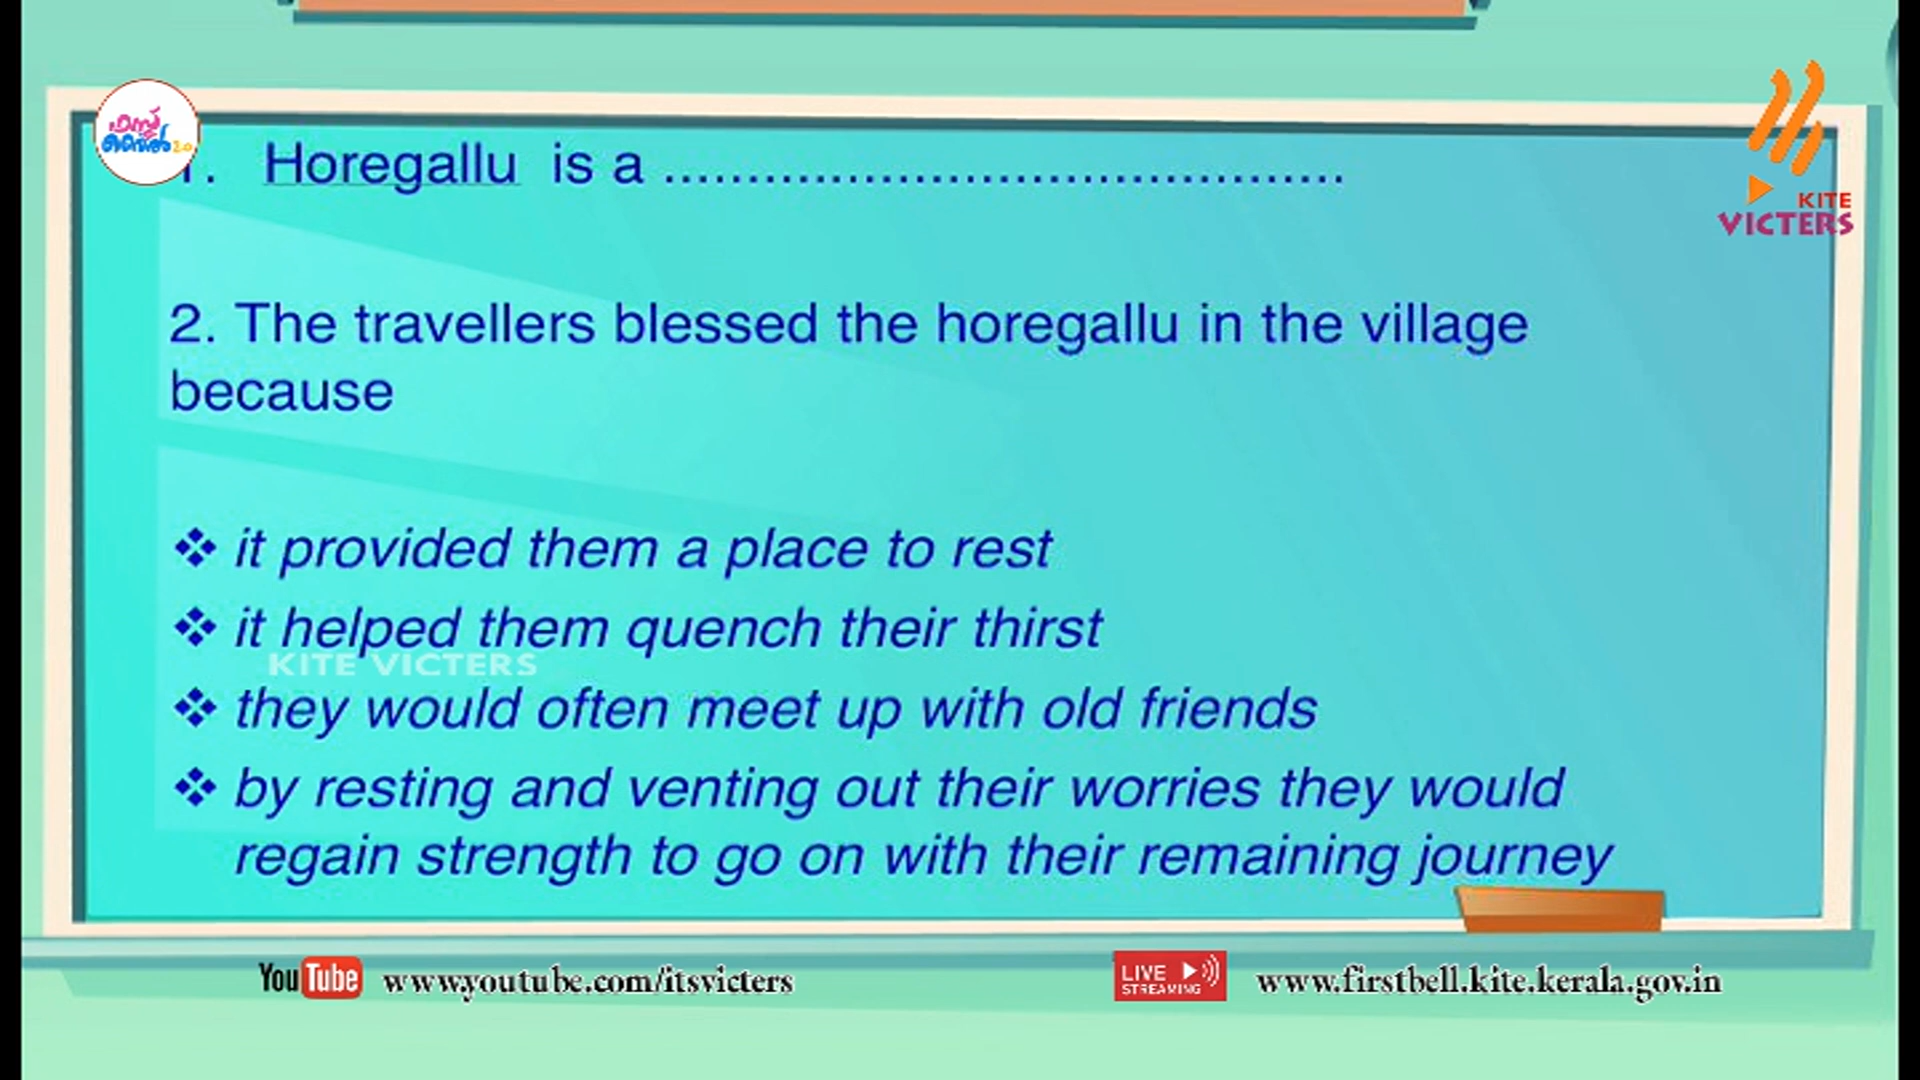 ഫസ്റ്റ്
ബെൽ 2.0
1. Horegallu is a .........................................
KITE
VICTERS
2. The travellers blessed the horegallu in the village
because
❖ it provided them a place to rest
❖ it helped them quench their thirst
KITE VICTERS
❖ they would often meet up with old friends
❖ by resting and venting out their worries they would
regain strength to go on with their remaining journey
YouTube www.youtube.com/itsvicters
LIVE
STREAMING
www.firstbell.kite.kerala.gov.in